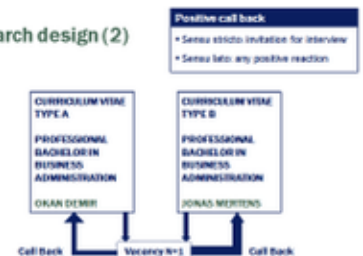 arch design (2)
Positive call back
• Sensu stricto: invitation for interview
• Sensu lato: any positive reaction
CURRICULUM VITAE
TYPE A
PROFESSIONAL
BACHELOR IN
BUSINESS
ADMINISTRATION
OKAN DEMIR
CURRICULUM VITAE
TYPE B
PROFESSIONAL
BACHELOR IN
BUSINESS
ADMINISTRATION
JONAS MERTENS
Call Back
Vacancy N=1
Call Back